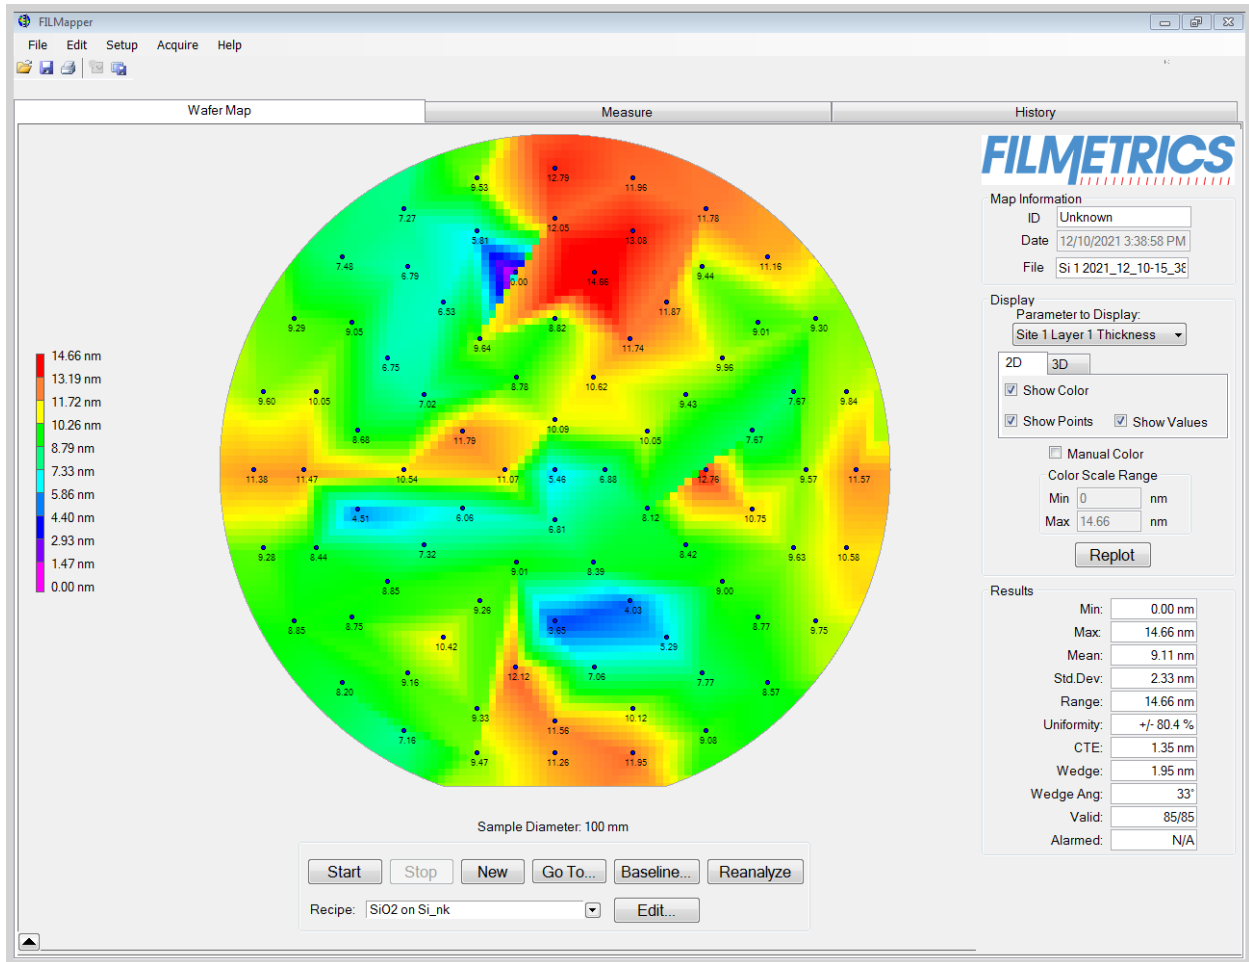 FILMapper
File Edit Setup Acquire Help
Wafer Map Measure History
FILMETRICS
Map Information
ID Unknown
Date 12/10/2021 3:38:58 PM
File Si 1 2021_12_10-15_38
Display
Parameter to Display:
Site 1 Layer 1 Thickness
2D 3D
Show Color
Show Points Show Values
Manual Color
Color Scale Range
Min 0 nm
Max 14.66 nm
Replot
Results
Min: 0.00 nm
Max: 14.66 nm
Mean: 9.11 nm
Std.Dev: 2.33 nm
Range: 14.66 nm
Uniformity: +/- 80.4 %
CTE: 1.35 nm
Wedge: 1.95 nm
Wedge Ang: 33°
Valid: 85/85
Alarmed: N/A
14.66 nm
13.19 nm
11.72 nm
10.26 nm
8.79 nm
7.33 nm
5.86 nm
4.40 nm
2.93 nm
1.47 nm
0.00 nm
12.79
9.53 11.96
7.27 11.78
12.05
5.81 13.08
7.48 11.16
6.79 9.44
0.00 14.66
6.53 11.87
9.29 8.82 9.30
9.05 9.01
9.64 11.74
6.75 9.96
8.78 10.62
9.60 10.05 7.67 9.84
7.02 9.43
10.09
8.68 11.79 10.05 7.67
11.38 11.47 10.54 11.07 5.46 6.88 12.76 9.57 11.57
4.51 6.06 8.12 10.75
6.81
9.28 8.44 7.32 8.42 9.63 10.58
9.01 8.39
8.85 9.00
9.26 4.03
8.85 8.75 3.65 8.77 9.75
10.42 5.29
9.16 12.12 7.06 7.77
8.20 8.57
9.33 10.12
11.56
7.16 9.08
9.47 11.26 11.95
Sample Diameter: 100 mm
Start Stop New Go To... Baseline... Reanalyze
Recipe: SiO2 on Si_nk Edit...